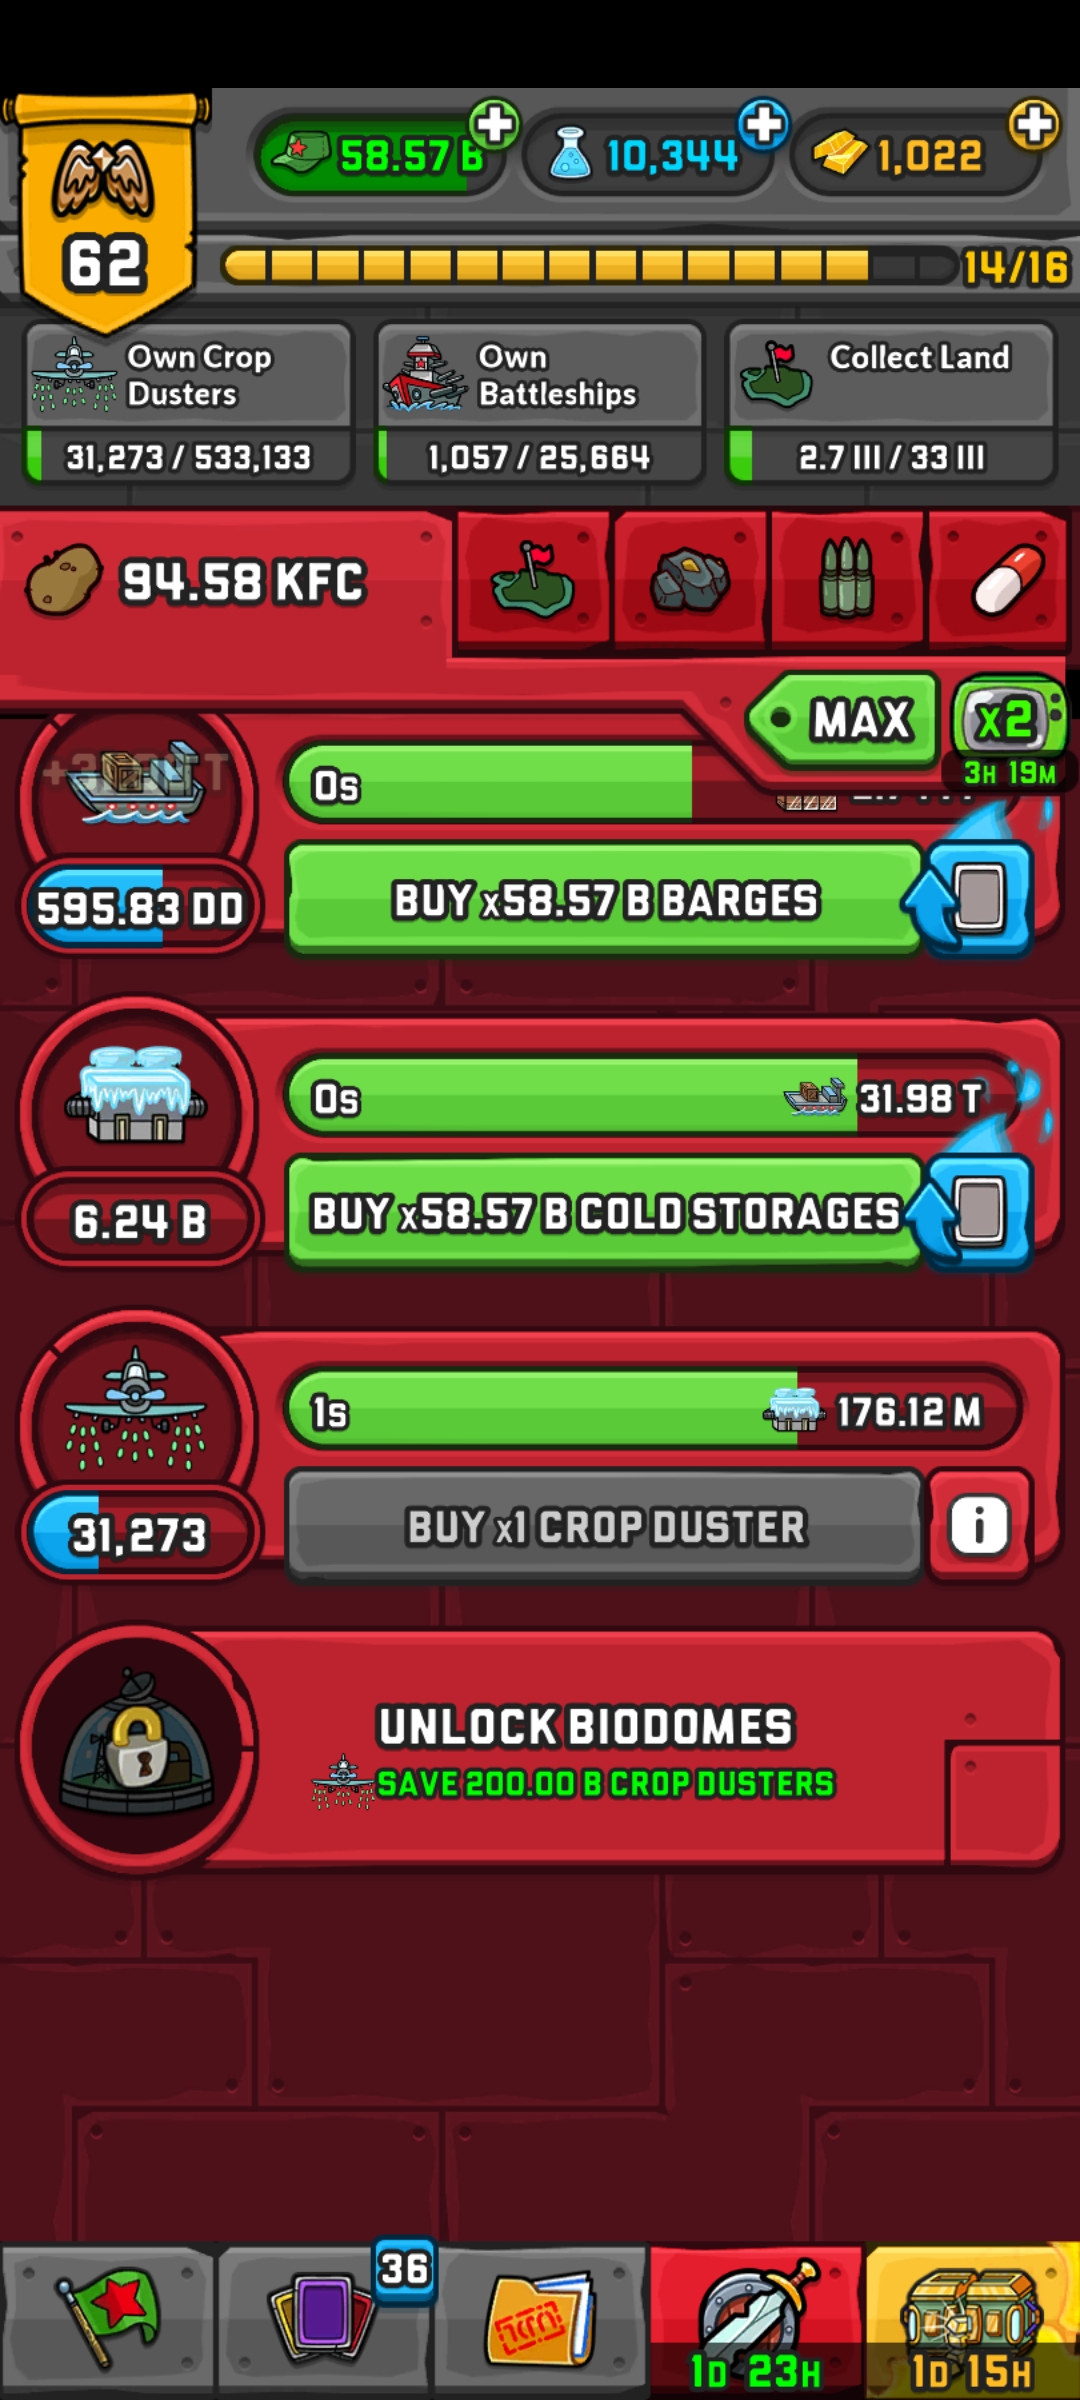 58.57 B
10,344
1,022
62
14/16
Own Crop
Dusters
31,273 / 533,133
Own
Battleships
1,057 / 25,664
Collect Land
2.7 III / 33 III
94.58 KFC
MAX
x2
3H 19M
0s
595.83 DD
BUY x58.57 B BARGES
0s
31.98 T
6.24 B
BUY x58.57 B COLD STORAGES
1s
176.12 M
31,273
BUY x1 CROP DUSTER
i
UNLOCK BIODOMES
SAVE 200.00 B CROP DUSTERS
36
1D 23H
1D 15H